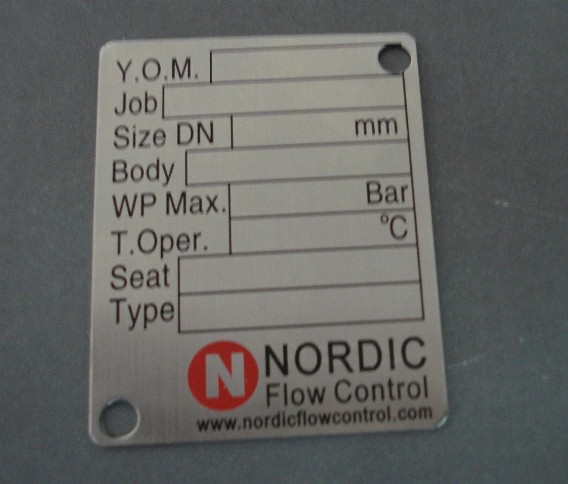 Y.O.M.
Job
Size DN mm
Body
WP Max. Bar
T.Oper. °C
Seat
Type
N NORDIC
Flow Control
www.nordicflowcontrol.com